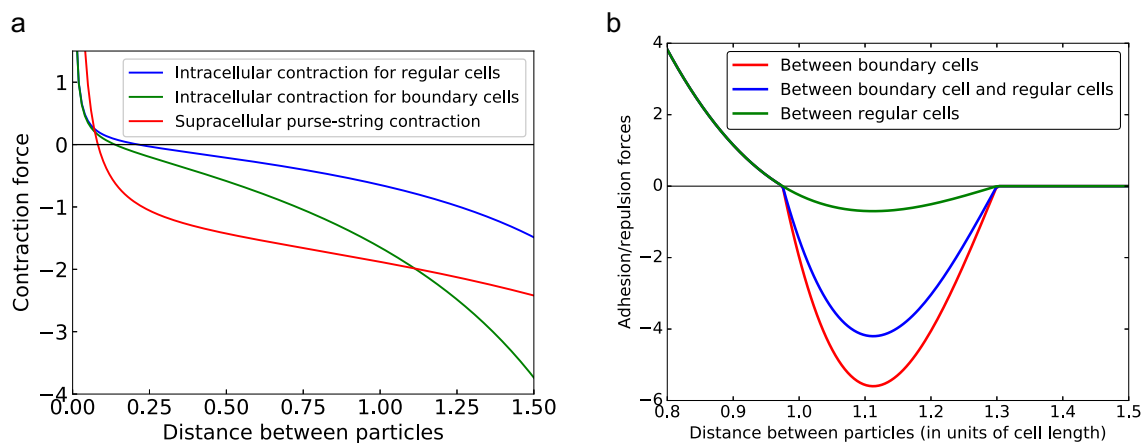 a
Contraction force
1
0
−1
−2
−3
−4
Intracellular contraction for regular cells
Intracellular contraction for boundary cells
Supracellular purse-string contraction
0.00
0.25
0.50
0.75
1.00
1.25
1.50
Distance between particles
b
Adhesion/repulsion forces
4
2
0
−2
−4
−6
Between boundary cells
Between boundary cell and regular cells
Between regular cells
0.8
0.9
1.0
1.1
1.2
1.3
1.4
1.5
Distance between particles (in units of cell length)